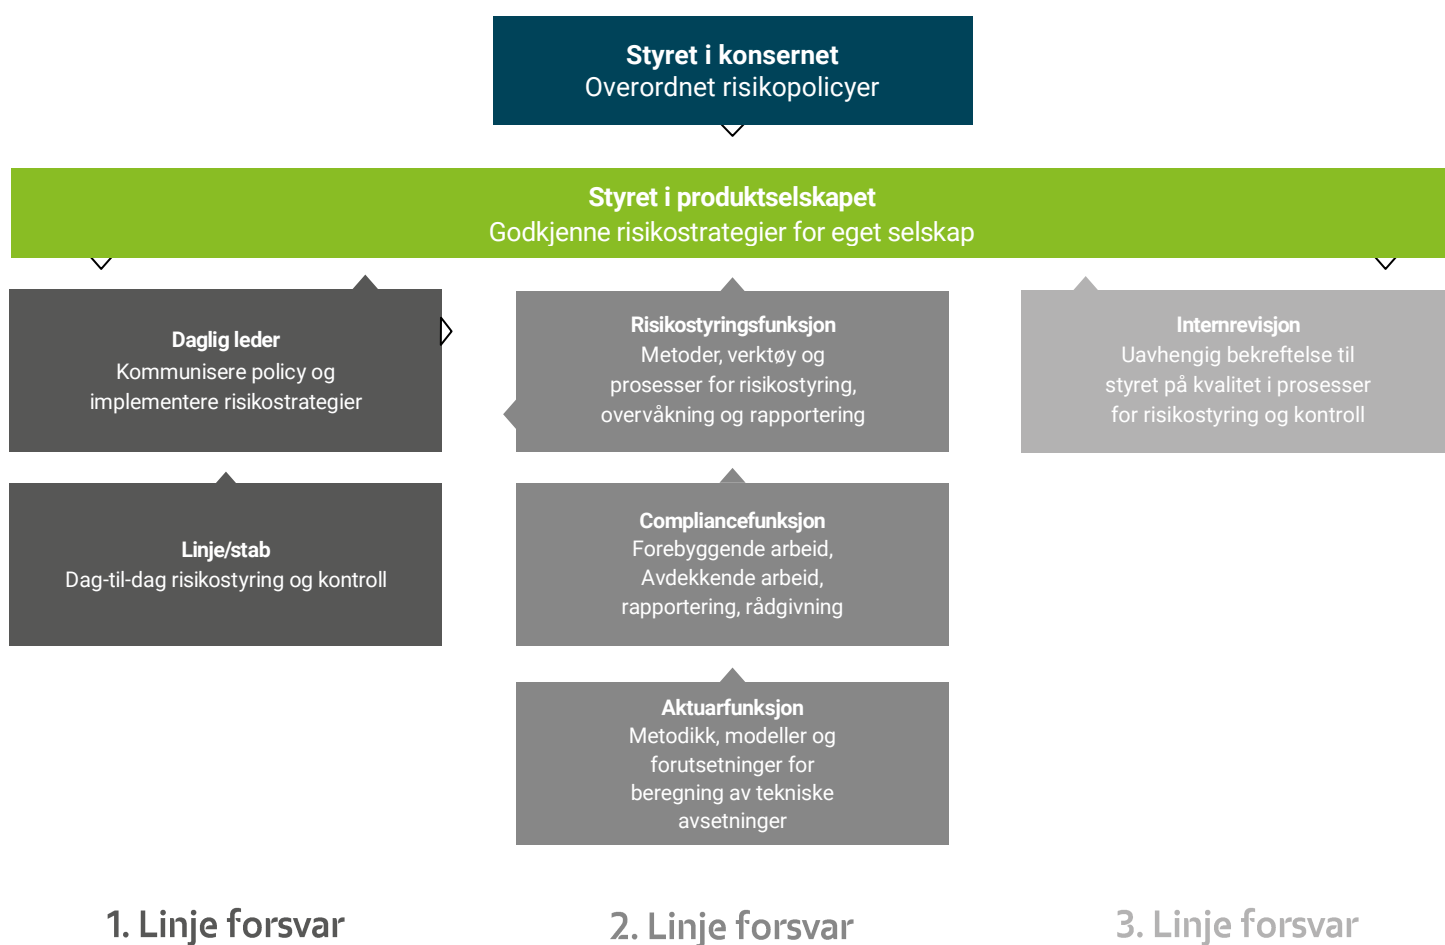 Styret i konsernet
Overordnet risikopolicyer
Styret i produktselskapet
Godkjenne risikostrategier for eget selskap
Daglig leder
Kommunisere policy og
implementere risikostrategier
Linje/stab
Dag-til-dag risikostyring og kontroll
Risikostyringsfunksjon
Metoder, verktøy og
prosesser for risikostyring,
overvåkning og rapportering
Compliancefunksjon
Forebyggende arbeid,
Avdekkende arbeid,
rapportering, rådgivning
Aktuarfunksjon
Metodikk, modeller og
forutsetninger for
beregning av tekniske
avsetninger
Internrevisjon
Uavhengig bekreftelse til
styret på kvalitet i prosesser
for risikostyring og kontroll
1. Linje forsvar
2. Linje forsvar
3. Linje forsvar